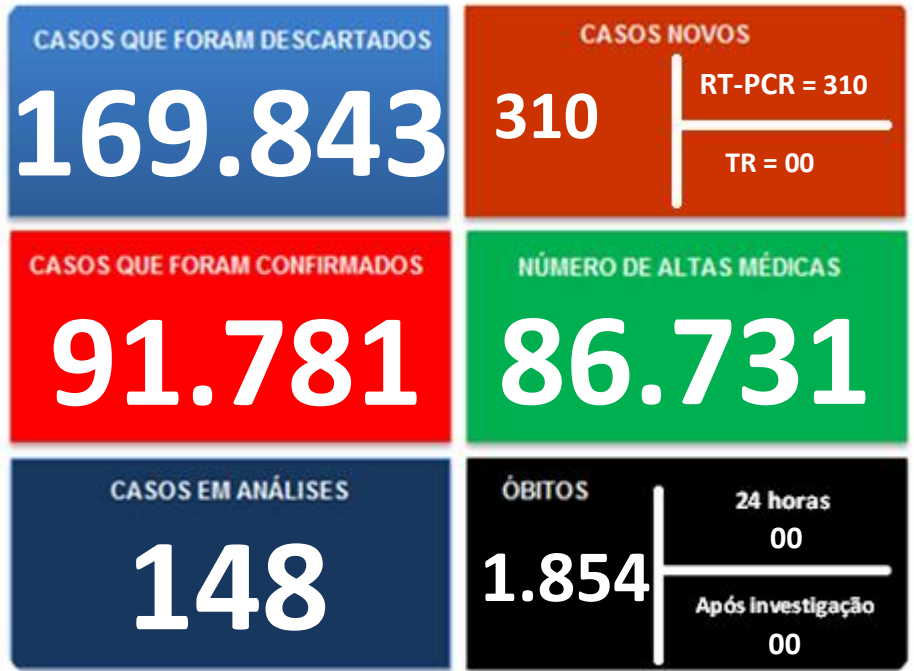 CASOS QUE FORAM DESCARTADOS
169.843
CASOS NOVOS
310
RT-PCR = 310
TR = 00
CASOS QUE FORAM CONFIRMADOS
91.781
NÚMERO DE ALTAS MÉDICAS
86.731
CASOS EM ANÁLISES
148
ÓBITOS
1.854
24 horas
00
Após investigação
00